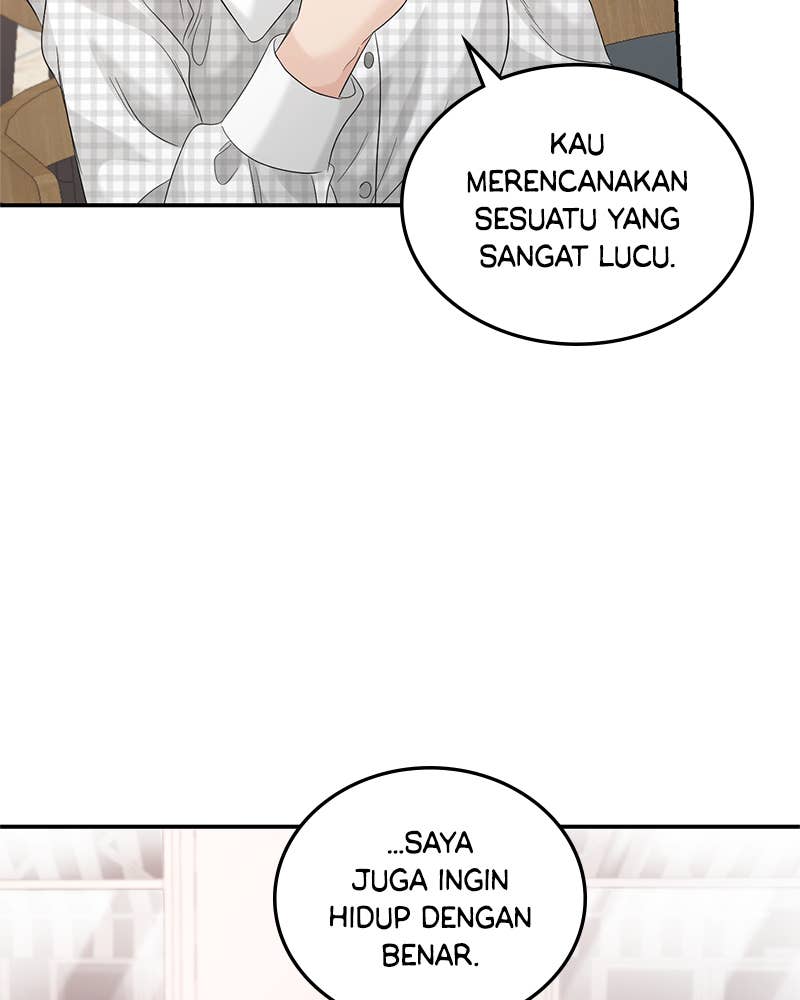 KAU
MERENCANAKAN
SESUATU YANG
SANGAT LUCU.
...SAYA
JUGA INGIN
HIDUP DENGAN
BENAR.